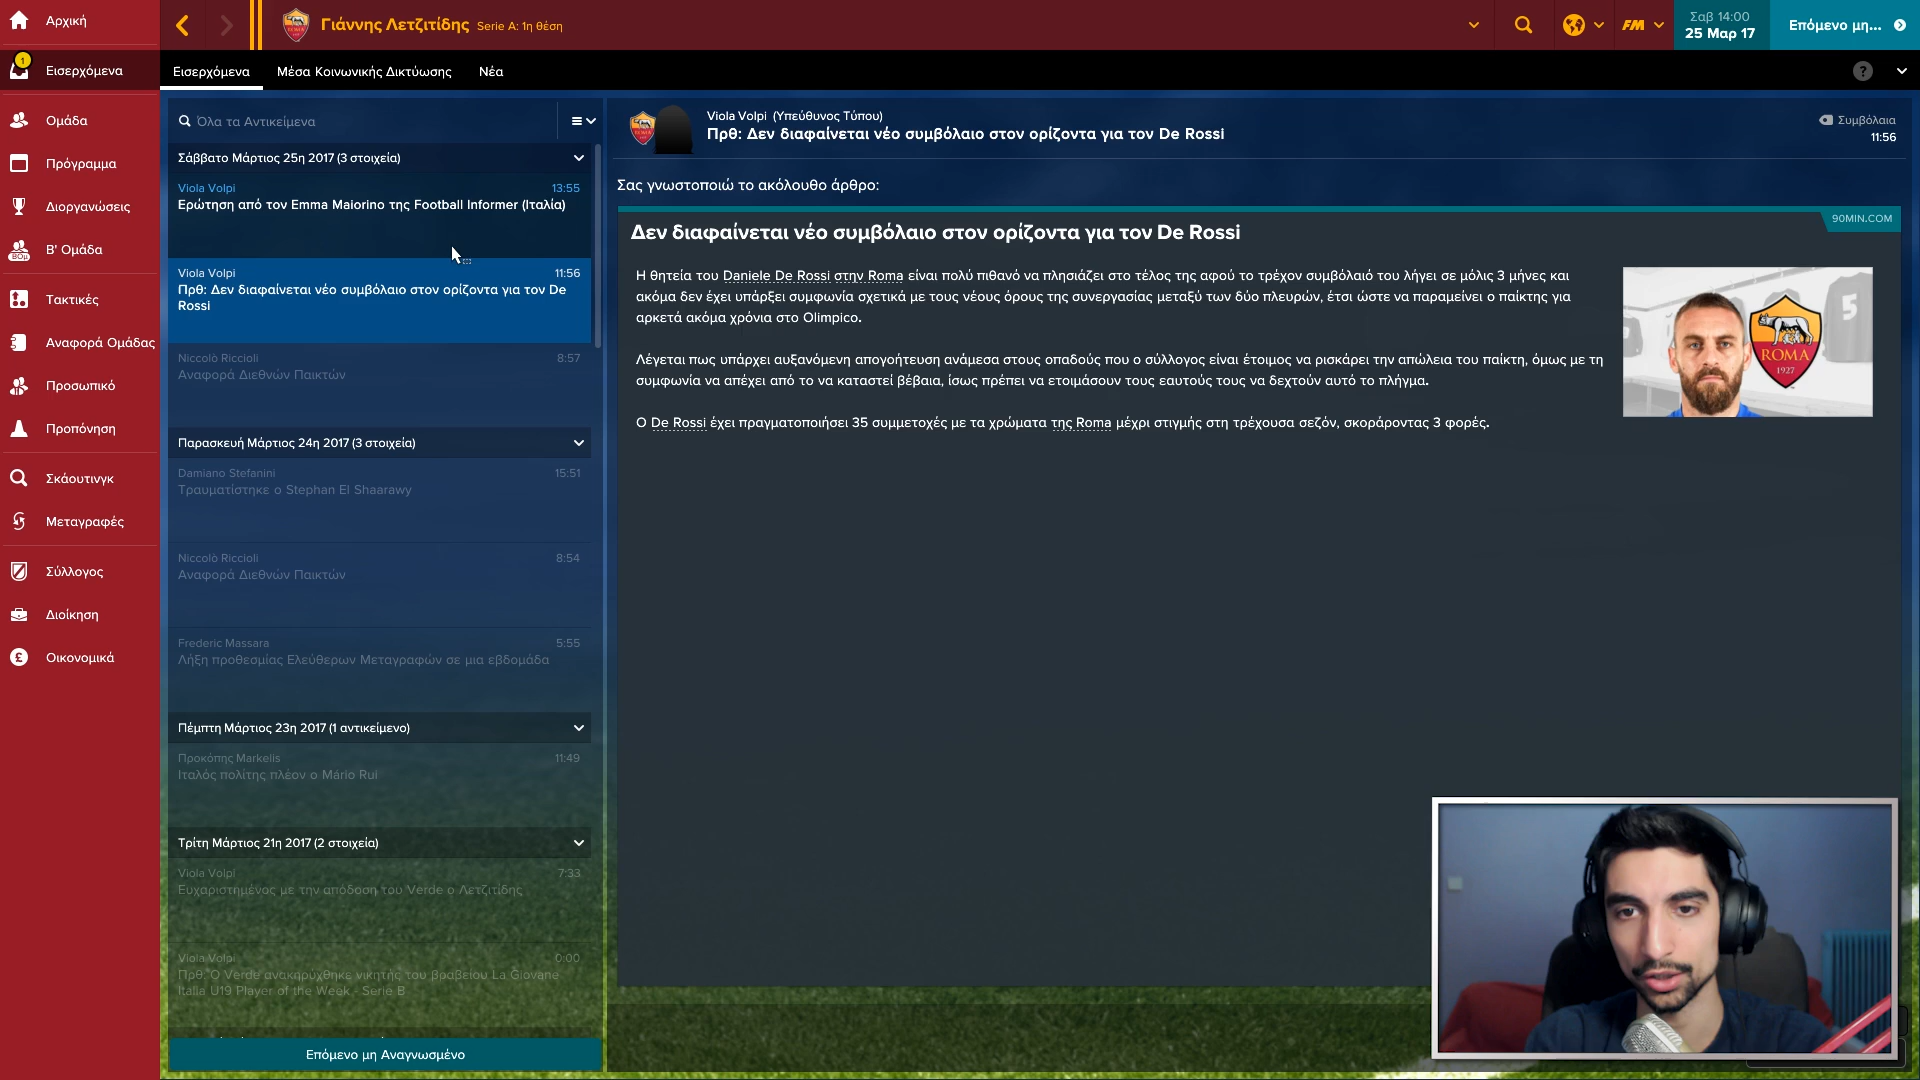 Αρχική
Γιάννης Λετζιτίδης Serie A: 1η θέση
FM
Σαβ 14:00
25 Μαρ 17
Επόμενο μη...
1
Εισερχόμενα
Εισερχόμενα Μέσα Κοινωνικής Δικτύωσης Νέα
?
Ομάδα
Πρόγραμμα
Διοργανώσεις
Β' Ομάδα
Τακτικές
Αναφορά Ομάδας
Προσωπικό
Προπόνηση
Σκάουτινγκ
Μεταγραφές
Σύλλογος
Διοίκηση
Οικονομικά
Όλα τα Αντικείμενα
Σάββατο Μάρτιος 25η 2017 (3 στοιχεία)
Viola Volpi 13:55
Ερώτηση από τον Emma Maiorino της Football Informer (Ιταλία)
Viola Volpi 11:56
Πρθ: Δεν διαφαίνεται νέο συμβόλαιο στον ορίζοντα για τον De
Rossi
Niccolò Riccioli 8:57
Αναφορά Διεθνών Παικτών
Παρασκευή Μάρτιος 24η 2017 (3 στοιχεία)
Damiano Stefanini 15:51
Τραυματίστηκε ο Stephan El Shaarawy
Niccolò Riccioli 8:54
Αναφορά Διεθνών Παικτών
Frederic Massara 5:55
Λήξη προθεσμίας Ελεύθερων Μεταγραφών σε μια εβδομάδα
Πέμπτη Μάρτιος 23η 2017 (1 αντικείμενο)
Προκόπης Markelis 11:49
Ιταλός πολίτης πλέον ο Mário Rui
Τρίτη Μάρτιος 21η 2017 (2 στοιχεία)
Viola Volpi 7:33
Ευχαριστημένος με την απόδοση του Verde ο Λετζιτίδης
Viola Volpi 0:00
Πρθ: Ο Verde ανακηρύχθηκε νικητής του βραβείου La Giovane
Italia U19 Player of the Week - Serie B
Επόμενο μη Αναγνωσμένο
Viola Volpi (Υπεύθυνος Τύπου)
Πρθ: Δεν διαφαίνεται νέο συμβόλαιο στον ορίζοντα για τον De Rossi
Συμβόλαια
11:56
Σας γνωστοποιώ το ακόλουθο άρθρο:
90MIN.COM
Δεν διαφαίνεται νέο συμβόλαιο στον ορίζοντα για τον De Rossi
Η θητεία του Daniele De Rossi στην Roma είναι πολύ πιθανό να πλησιάζει στο τέλος της αφού το τρέχον συμβόλαιό του λήγει σε μόλις 3 μήνες και
ακόμα δεν έχει υπάρξει συμφωνία σχετικά με τους νέους όρους της συνεργασίας μεταξύ των δύο πλευρών, έτσι ώστε να παραμείνει ο παίκτης για
αρκετά ακόμα χρόνια στο Olimpico.
Λέγεται πως υπάρχει αυξανόμενη απογοήτευση ανάμεσα στους οπαδούς που ο σύλλογος είναι έτοιμος να ρισκάρει την απώλεια του παίκτη, όμως με τη
συμφωνία να απέχει από το να καταστεί βέβαια, ίσως πρέπει να ετοιμάσουν τους εαυτούς τους να δεχτούν αυτό το πλήγμα.
Ο De Rossi έχει πραγματοποιήσει 35 συμμετοχές με τα χρώματα της Roma μέχρι στιγμής στη τρέχουσα σεζόν, σκοράροντας 3 φορές.
5
ROMA
1927